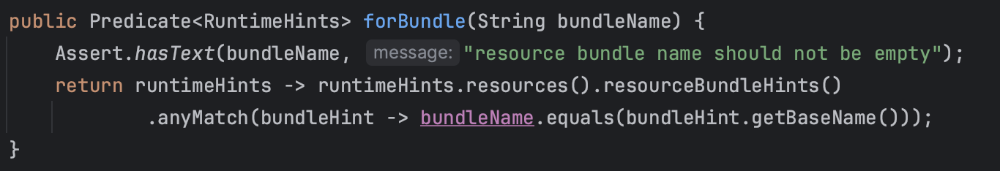 public Predicate<RuntimeHints> forBundle(String bundleName) {
Assert.hasText(bundleName, message: "resource bundle name should not be empty");
return runtimeHints -> runtimeHints.resources().resourceBundleHints()
.anyMatch(bundleHint -> bundleName.equals(bundleHint.getBaseName()));
}